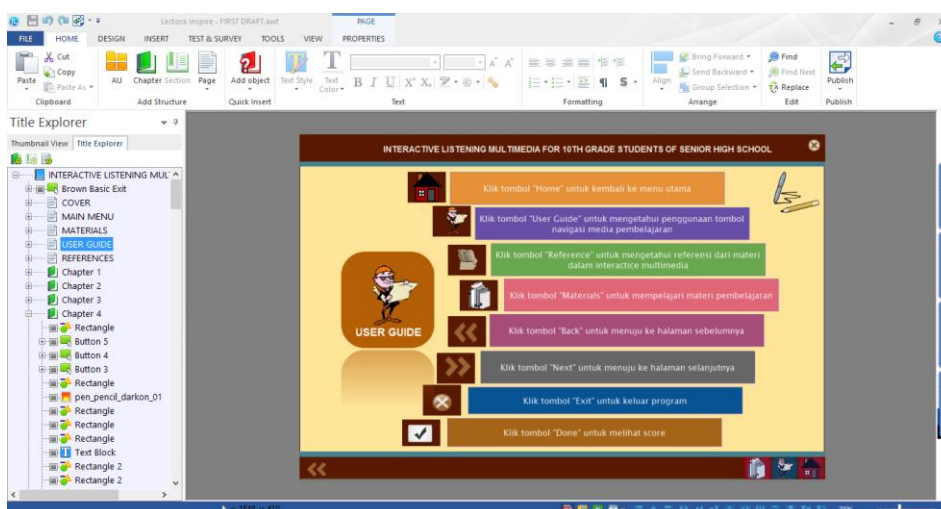 Lectora Inspire - FIRST DRAFT.awt
PAGE
FILE HOME DESIGN INSERT TEST & SURVEY TOOLS VIEW PROPERTIES
Paste
Cut
Copy
Paste As
Clipboard
AU Chapter Section Page
Add Structure
Add object
Quick Insert
Text Style
Text Color
B I U X² X₂
Text
Formatting
Align
Bring Forward
Send Backward
Group Selection
Arrange
Find
Find Next
Replace
Edit
Publish
Publish
Title Explorer
Thumbnail View Title Explorer
INTERACTIVE LISTENING MUL
Brown Basic Exit
COVER
MAIN MENU
MATERIALS
USER GUIDE
REFERENCES
Chapter 1
Chapter 2
Chapter 3
Chapter 4
Rectangle
Button 5
Button 4
Button 3
Rectangle
pen_pencil_darkon_01
Rectangle
Rectangle
Rectangle
Text Block
Rectangle 2
Rectangle 2
INTERACTIVE LISTENING MULTIMEDIA FOR 10TH GRADE STUDENTS OF SENIOR HIGH SCHOOL
Klik tombol "Home" untuk kembali ke menu utama
Klik tombol "User Guide" untuk mengetahui penggunaan tombol
navigasi media pembelajaran
Klik tombol "Reference" untuk mengetahui referensi dari materi
dalam interactice multimedia
Klik tombol "Materials" untuk mempelajari materi pembelajaran
USER GUIDE
Klik tombol "Back" untuk menuju ke halaman sebelumnya
Klik tombol "Next" untuk menuju ke halaman selanjutnya
Klik tombol "Exit" untuk keluar program
Klik tombol "Done" untuk melihat score